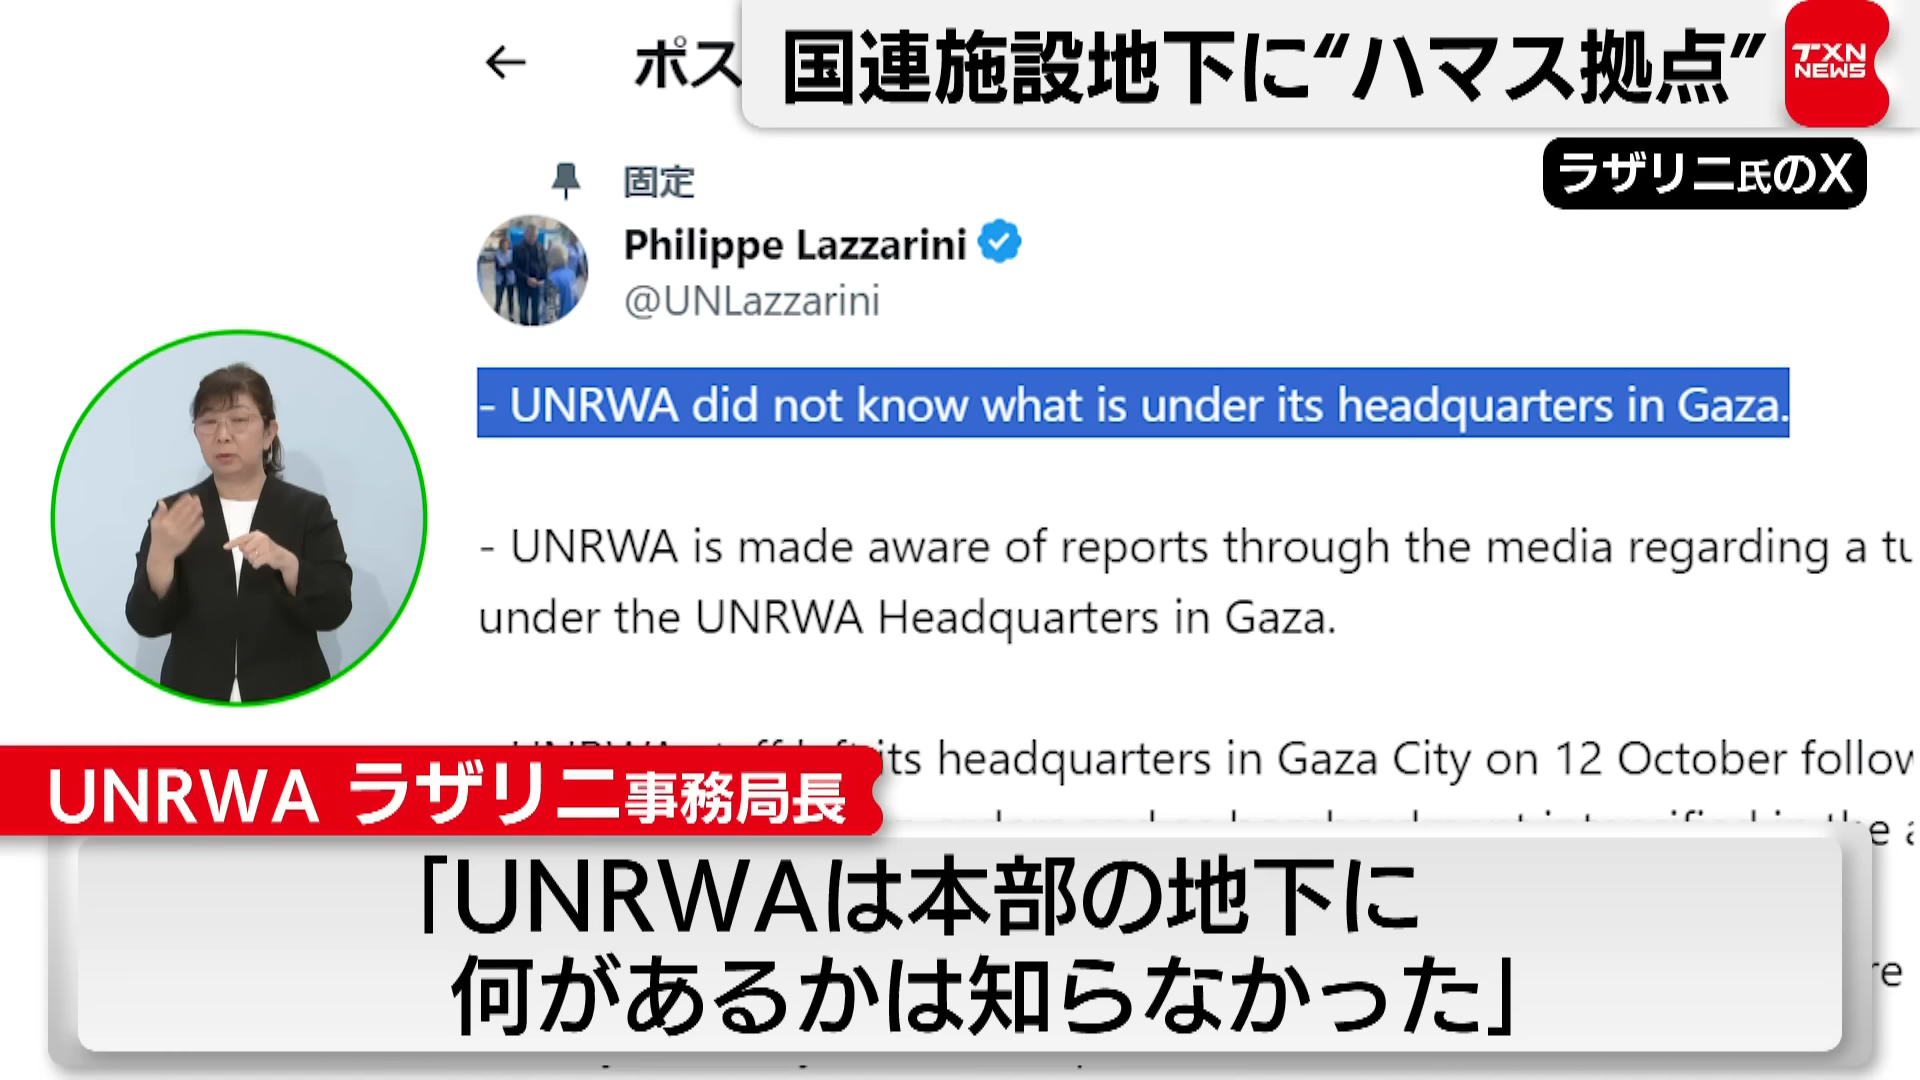 ← ポス
国連施設地下に“ハマス拠点”
TXN
NEWS
ラザリニ氏のX
固定
Philippe Lazzarini
@UNLazzarini
- UNRWA did not know what is under its headquarters in Gaza.
- UNRWA is made aware of reports through the media regarding a
under the UNRWA Headquarters in Gaza.
its headquarters in Gaza City on 12 October
UNRWA ラザリニ事務局長
「UNRWAは本部の地下に
何があるかは知らなかった」